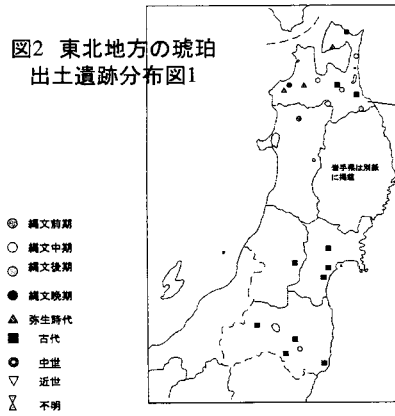 図2 東北地方の琥珀
出土遺跡分布図1
岩手県は別紙
に掲載
縄文前期
縄文中期
縄文後期
縄文晩期
弥生時代
古代
中世
近世
不明